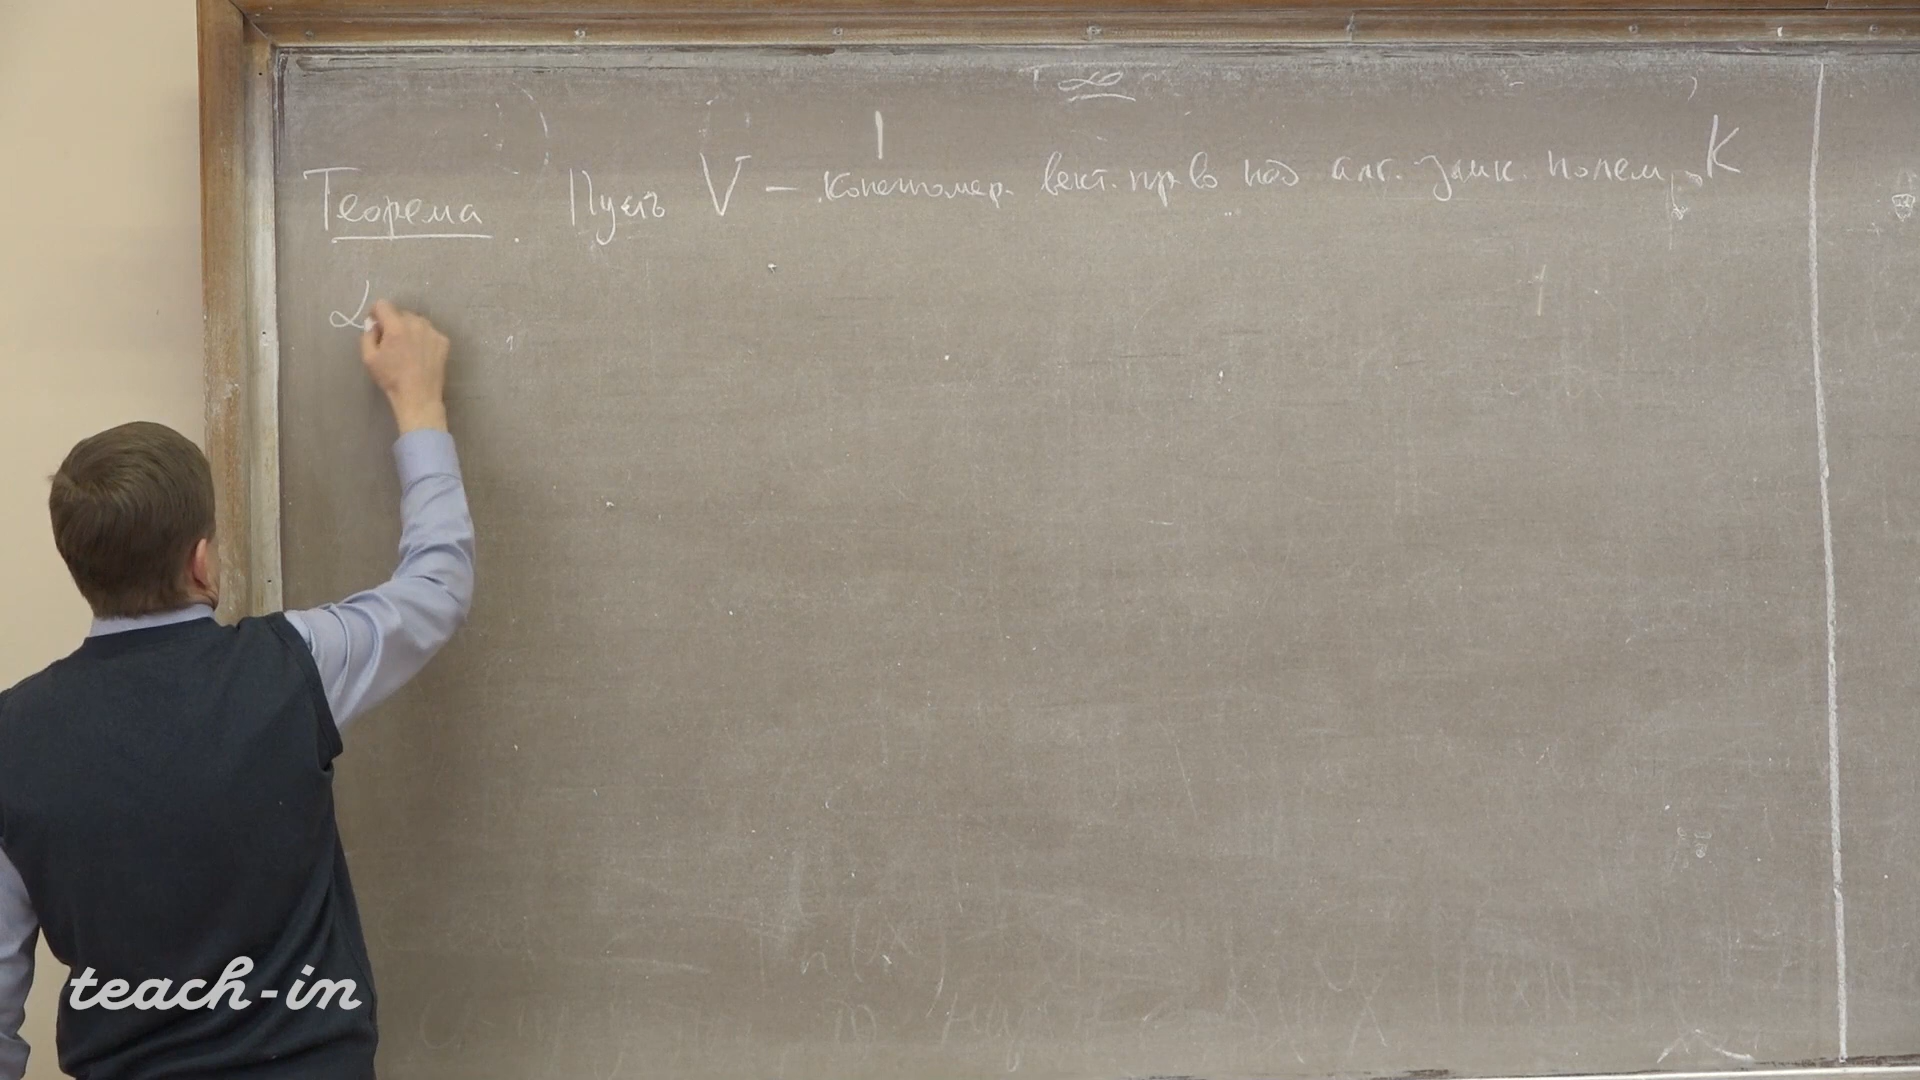 Теорема. Пусть V - конечномер. вект. пр-во над алг. замк. полем K
α
teach-in